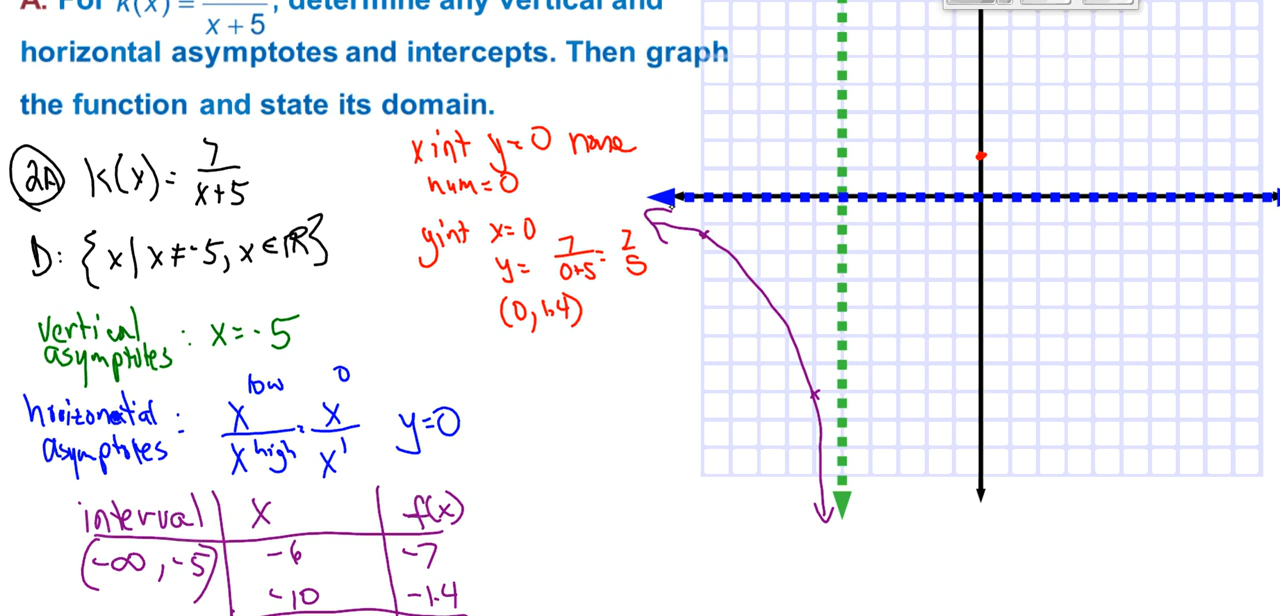 A. For k(x) = ___, determine any vertical and
x + 5
horizontal asymptotes and intercepts. Then graph
the function and state its domain.
2A k(x) = 7/(x+5)
D: {x | x ≠ -5, x ∈ ℝ}
vertical asymptotes : x = -5
horizontal asymptotes : x^low / x^high = x^0 / x^1 y=0
interval | x | f(x)
(-∞, -5) | -6 | -7
-10 | -1.4
x int y=0 none
num = 0
y int x=0
y = 7/(0+5) = 7/5
(0, 1.4)